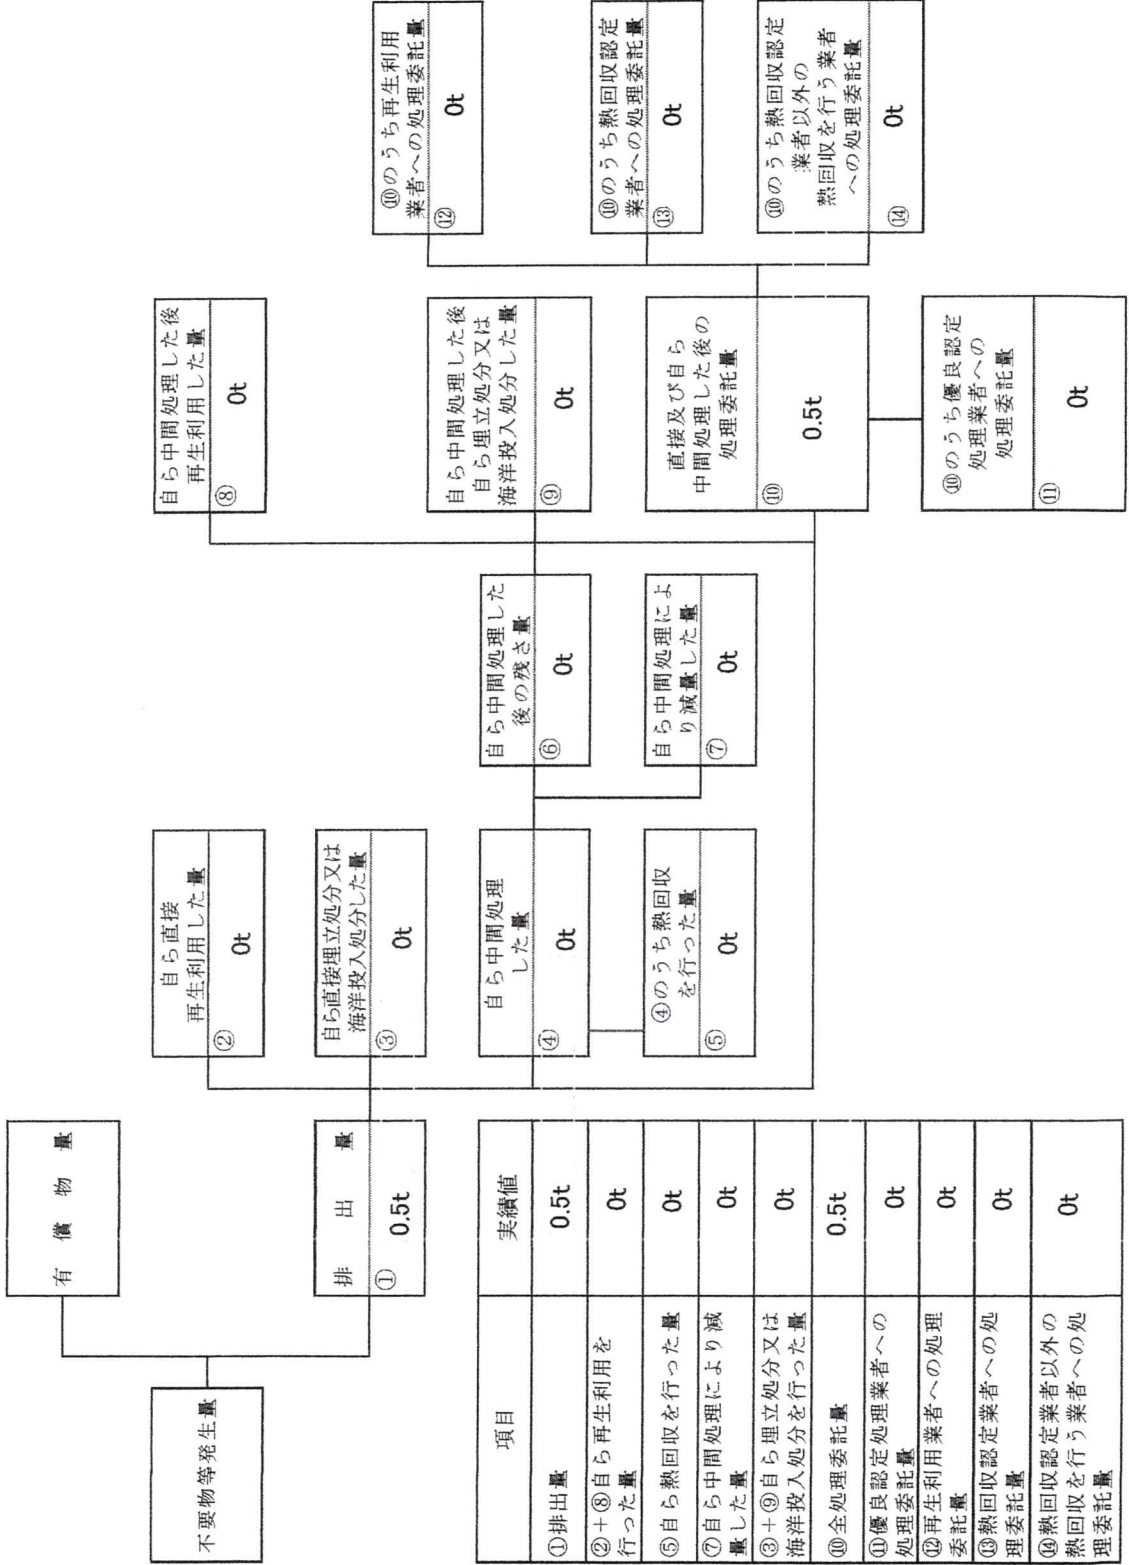 不要物等発生量
有償物量
排出量
①
0.5t
自ら直接
再生利用した量
②
0t
自ら直接埋立処分又は
海洋投入処分した量
③
0t
自ら中間処理
した量
④
0t
④のうち熱回収
を行った量
⑤
0t
自ら中間処理した
後の残さ量
⑥
0t
自ら中間処理によ
り減量した量
⑦
0t
自ら中間処理した後
再生利用した量
⑧
0t
自ら中間処理した後
自ら埋立処分又は
海洋投入処分した量
⑨
0t
直接及び自ら
中間処理した後の
処理委託量
⑩
0.5t
⑩のうち優良認定
処理業者への
処理委託量
⑪
0t
⑩のうち再生利用
業者への処理委託量
⑫
0t
⑩のうち熱回収認定
業者への処理委託量
⑬
0t
⑩のうち熱回収認定
業者以外の
熱回収を行う業者
への処理委託量
⑭
0t
項目 実績値
①排出量 0.5t
②+⑧自ら再生利用を
行った量 0t
⑤自ら熱回収を行った量 0t
⑦自ら中間処理により減
量した量 0t
③+⑨自ら埋立処分又は
海洋投入処分を行った量 0t
⑩全処理委託量 0.5t
⑪優良認定処理業者への
処理委託量 0t
⑫再生利用業者への処理
委託量 0t
⑬熱回収認定業者への処
理委託量 0t
⑭熱回収認定業者以外の
熱回収を行う業者への処
理委託量 0t